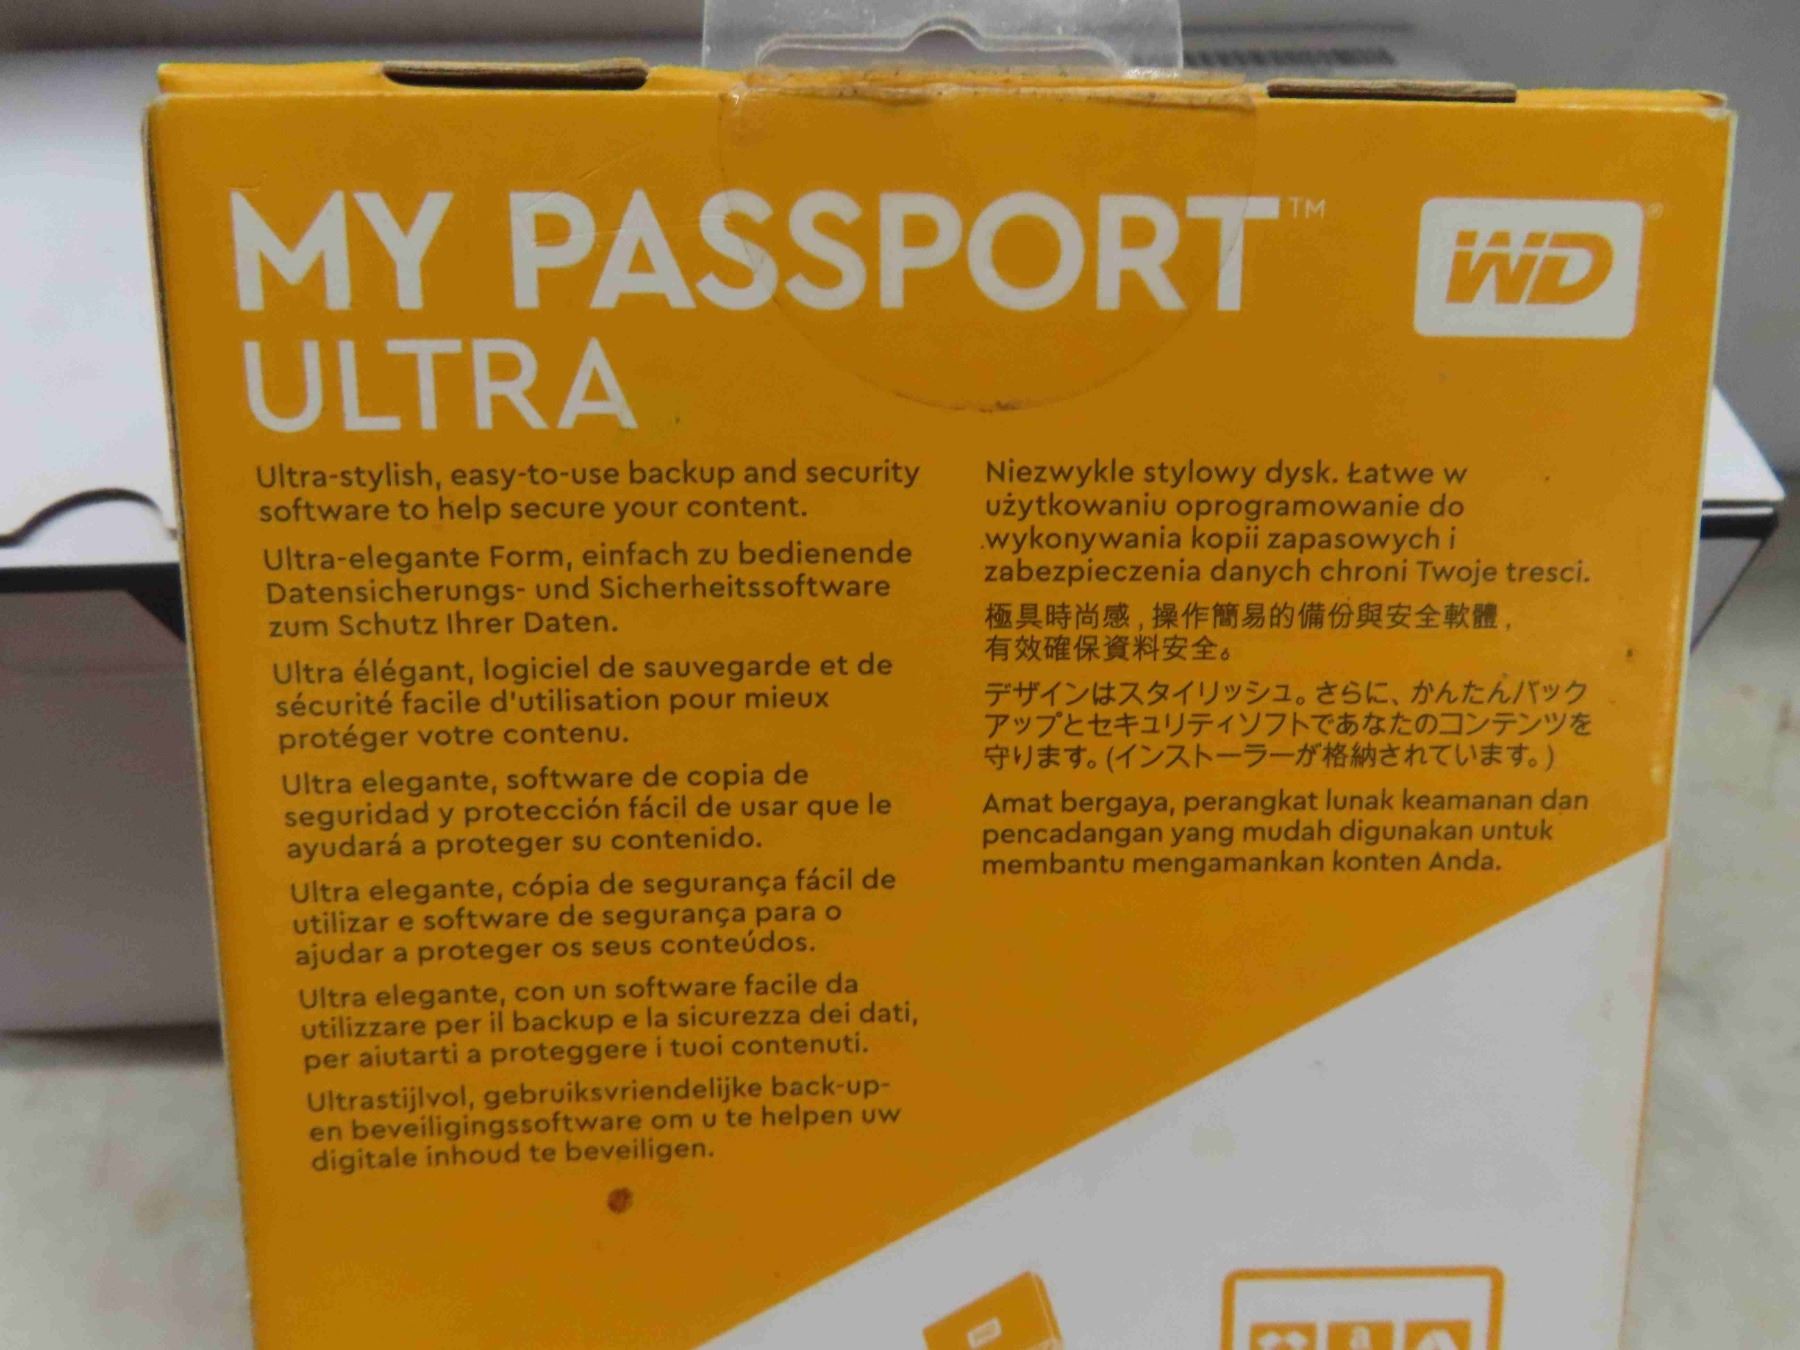 MY PASSPORT™
WD®
ULTRA
Ultra-stylish, easy-to-use backup and security
software to help secure your content.
Ultra-elegante Form, einfach zu bedienende
Datensicherungs- und Sicherheitssoftware
zum Schutz Ihrer Daten.
Ultra élégant, logiciel de sauvegarde et de
sécurité facile d'utilisation pour mieux
protéger votre contenu.
Ultra elegante, software de copia de
seguridad y protección fácil de usar que le
ayudará a proteger su contenido.
Ultra elegante, cópia de segurança fácil de
utilizar e software de segurança para o
ajudar a proteger os seus conteúdos.
Ultra elegante, con un software facile da
utilizzare per il backup e la sicurezza dei dati,
per aiutarti a proteggere i tuoi contenuti.
Ultrastijlvol, gebruiksvriendelijke back-up-
en beveiligingssoftware om u te helpen uw
digitale inhoud te beveiligen.
Niezwykle stylowy dysk. Łatwe w
użytkowaniu oprogramowanie do
wykonywania kopii zapasowych i
zabezpieczenia danych chroni Twoje tresci.
極具時尚感，操作簡易的備份與安全軟體，
有效確保資料安全。
デザインはスタイリッシュ。さらに、かんたんバック
アップとセキュリティソフトであなたのコンテンツを
守ります。(インストーラーが格納されています。)
Amat bergaya, perangkat lunak keamanan dan
pencadangan yang mudah digunakan untuk
membantu mengamankan konten Anda.